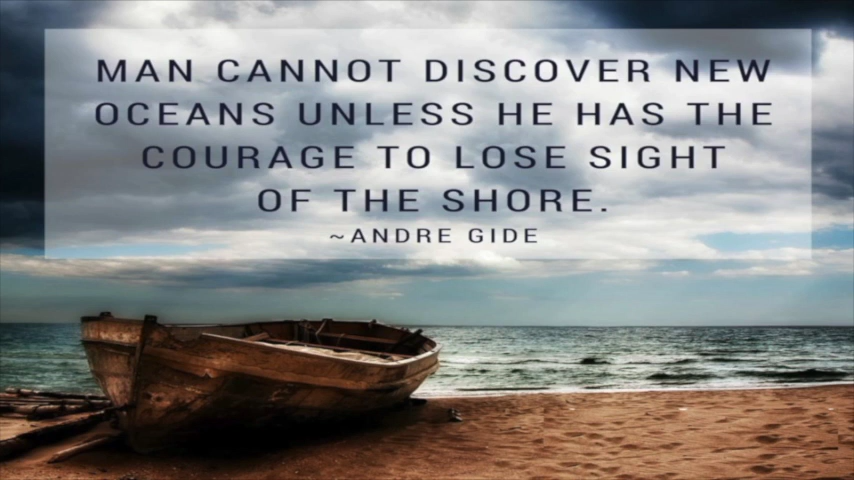 MAN CANNOT DISCOVER NEW
OCEANS UNLESS HE HAS THE
COURAGE TO LOSE SIGHT
OF THE SHORE.
~ANDRE GIDE